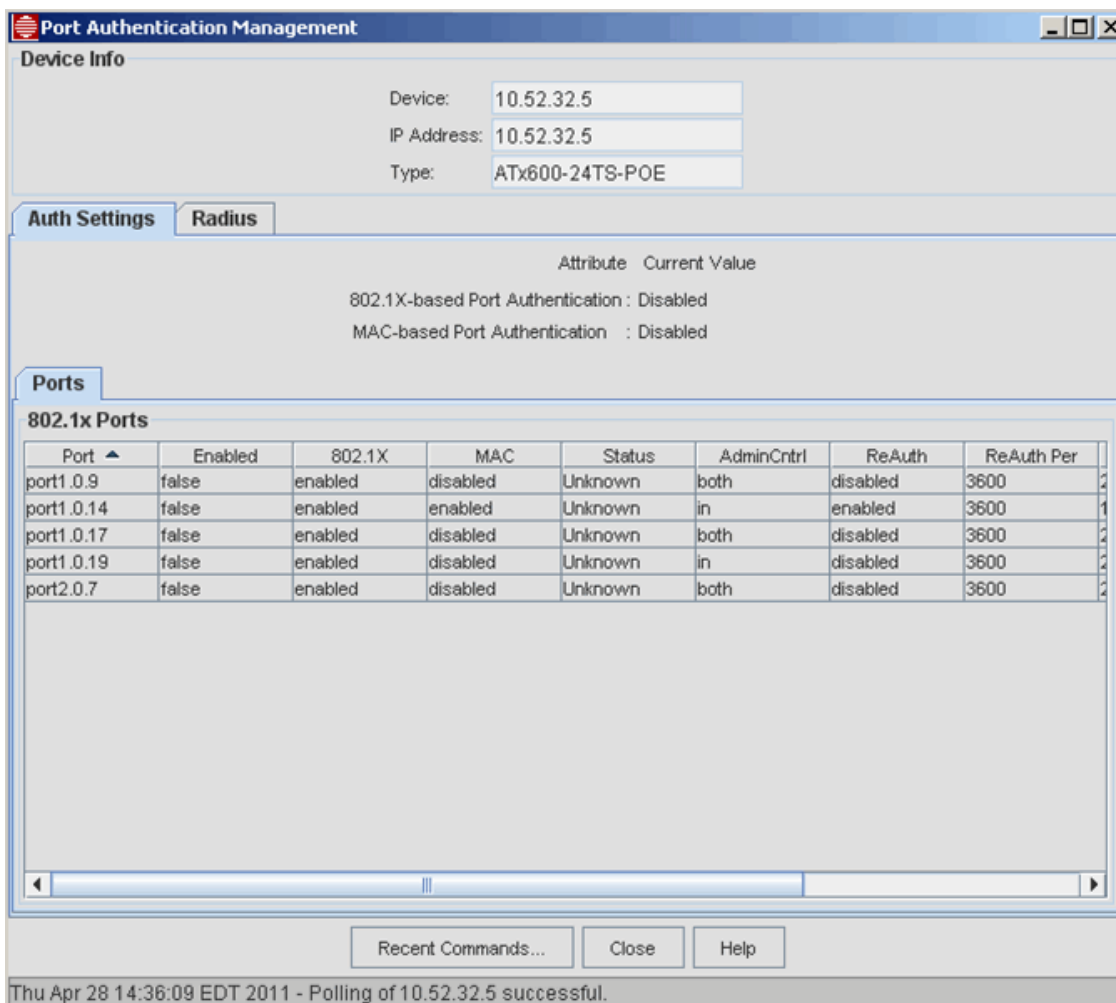 Port Authentication Management
Device Info
Device: 10.52.32.5
IP Address: 10.52.32.5
Type: ATx600-24TS-POE
Auth Settings Radius
Attribute Current Value
802.1X-based Port Authentication : Disabled
MAC-based Port Authentication : Disabled
Ports
802.1x Ports
Port Enabled 802.1X MAC Status AdminCntrl ReAuth ReAuth Per
port1.0.9 false enabled disabled Unknown both disabled 3600
port1.0.14 false enabled enabled Unknown in enabled 3600
port1.0.17 false enabled disabled Unknown both disabled 3600
port1.0.19 false enabled disabled Unknown in disabled 3600
port2.0.7 false enabled disabled Unknown both disabled 3600
Recent Commands... Close Help
Thu Apr 28 14:36:09 EDT 2011 - Polling of 10.52.32.5 successful.